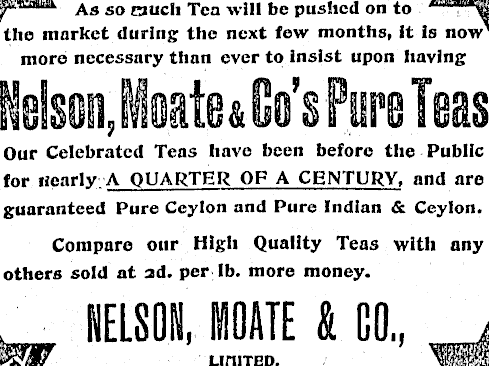 As so much Tea will be pushed on to
the market during the next few months, it is now
more necessary than ever to insist upon having
Nelson, Moate & Co's Pure Teas
Our Celebrated Teas have been before the Public
for nearly A QUARTER OF A CENTURY, and are
guaranteed Pure Ceylon and Pure Indian & Ceylon.
Compare our High Quality Teas with any
others sold at 2d. per lb. more money.
NELSON, MOATE & CO.,
LIMITED.